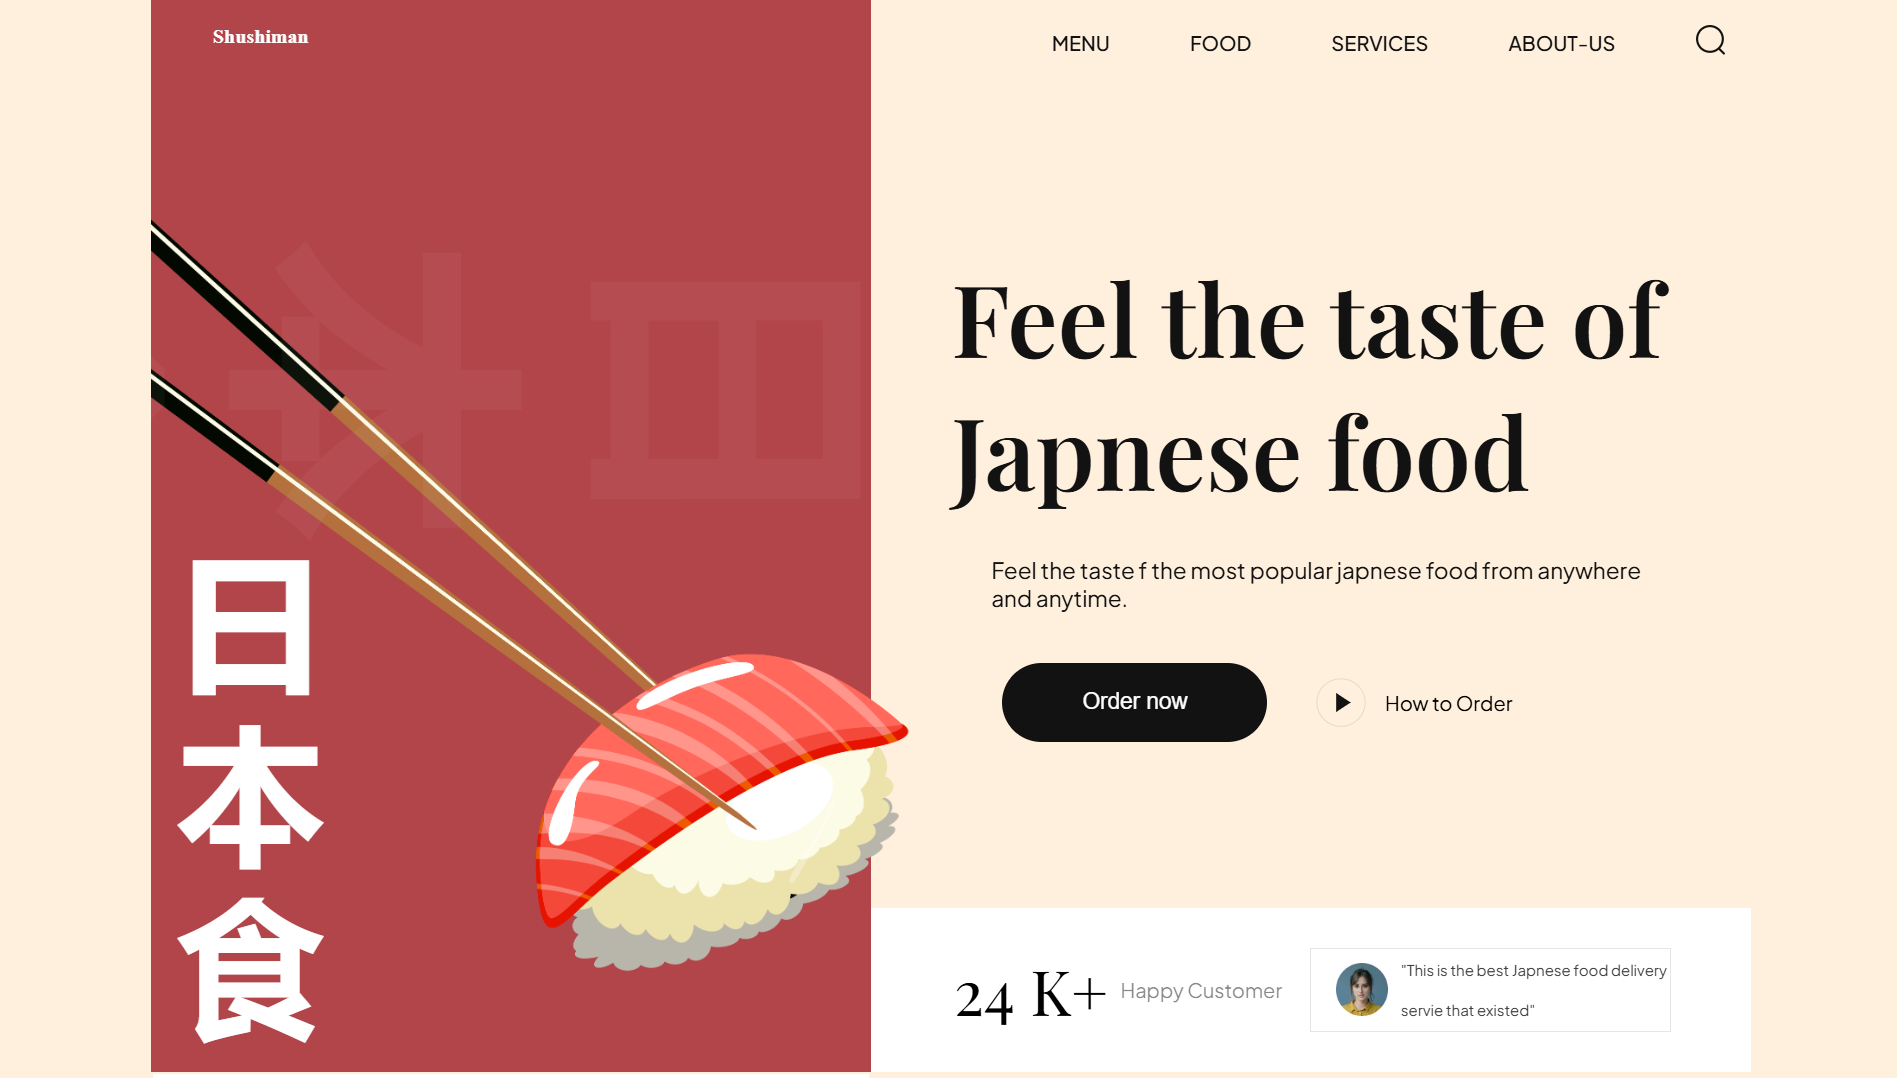 Shushiman
MENU
FOOD
SERVICES
ABOUT-US
日本
日
本
食
Feel the taste of
Japnese food
Feel the taste f the most popular japnese food from anywhere
and anytime.
Order now
How to Order
24 K+
Happy Customer
"This is the best Japnese food delivery
servie that existed"